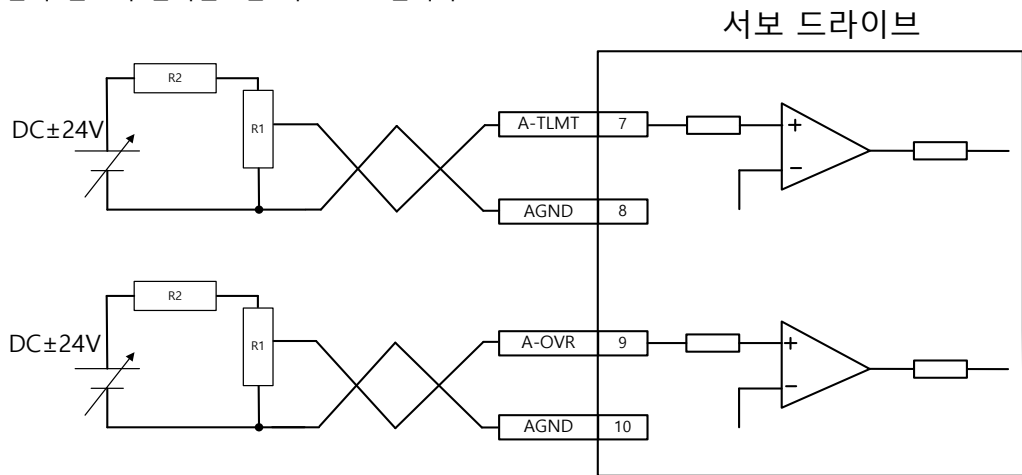 서보 드라이브
R2
DC±24V
R1
A-TLMT 7
AGND 8
R2
DC±24V
R1
A-OVR 9
AGND 10
+
−
+
−